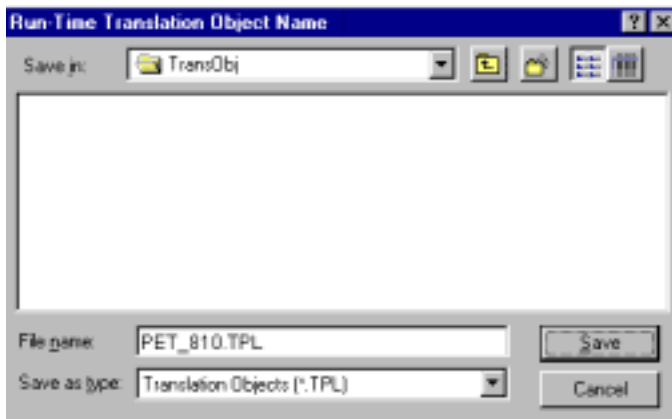 Run-Time Translation Object Name
Save in: TransObj
File name: PET_810.TPL Save
Save as type: Translation Objects (*.TPL) Cancel